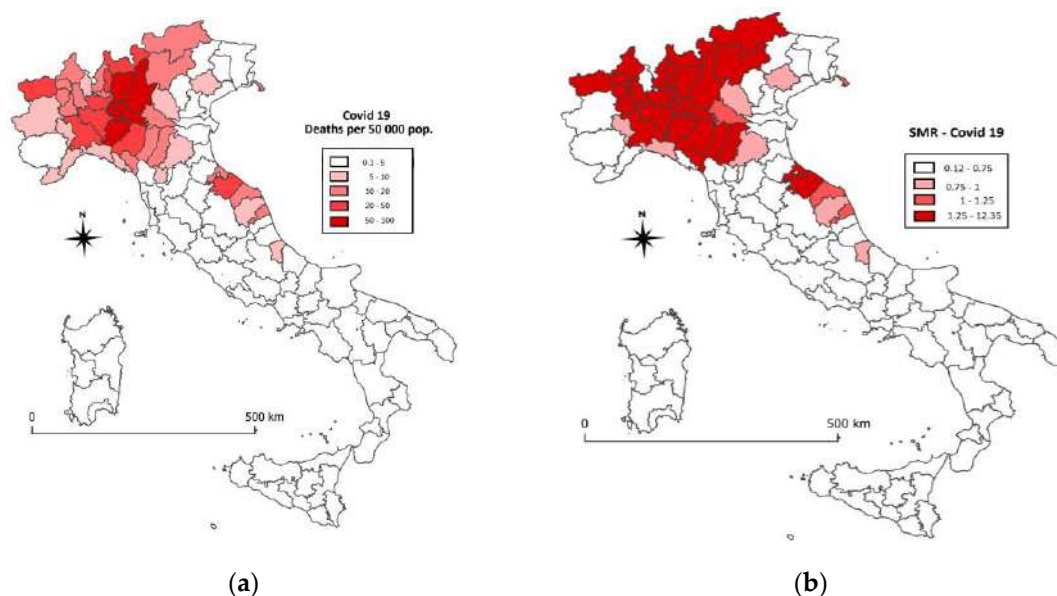 Covid 19
Deaths per 50 000 pop.
0.1 - 5
5 - 10
10 - 20
20 - 50
50 - 100
N
0
500 km
(a)
SMR - Covid 19
0.12 - 0.75
0.75 - 1
1 - 1.25
1.25 - 12.35
N
0
500 km
(b)